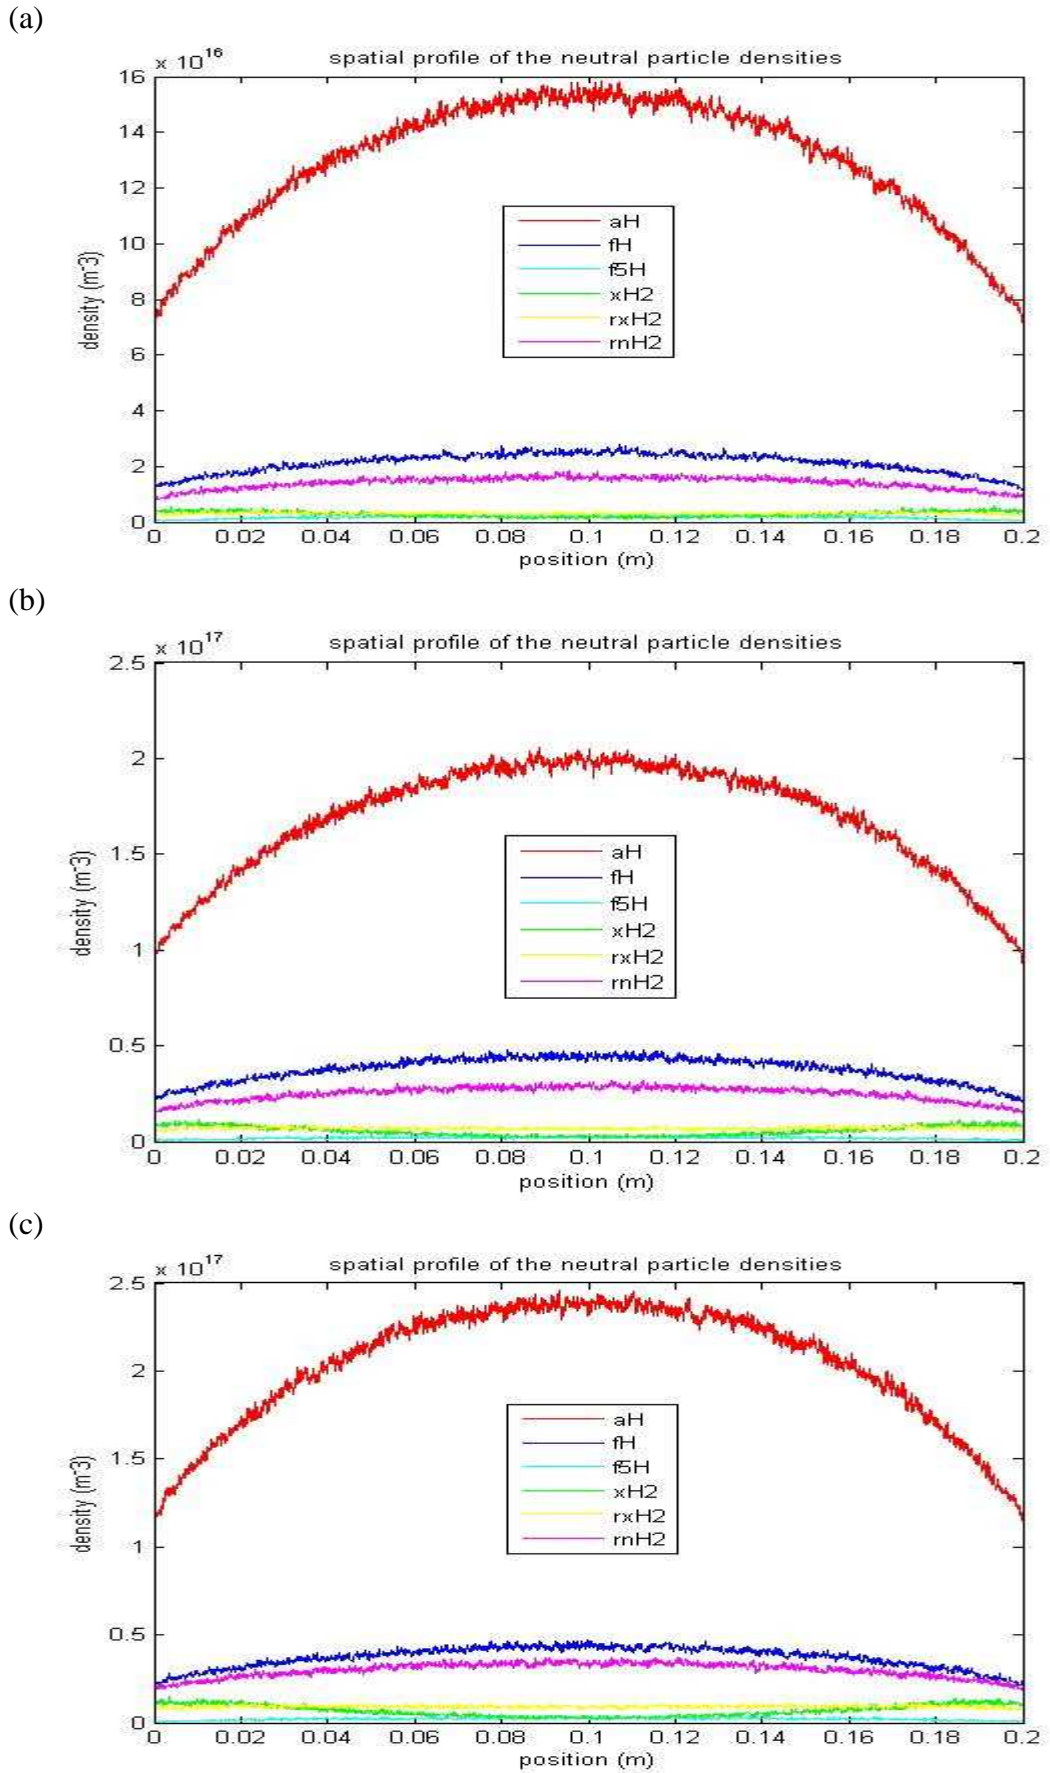 (a)
x 10^16
spatial profile of the neutral particle densities
16
14
12
10
8
6
4
2
0
density (m-3)
aH
fH
f5H
xH2
rxH2
rnH2
0 0.02 0.04 0.06 0.08 0.1 0.12 0.14 0.16 0.18 0.2
position (m)
(b)
x 10^17
spatial profile of the neutral particle densities
2.5
2
1.5
1
0.5
0
density (m-3)
aH
fH
f5H
xH2
rxH2
rnH2
0 0.02 0.04 0.06 0.08 0.1 0.12 0.14 0.16 0.18 0.2
position (m)
(c)
x 10^17
spatial profile of the neutral particle densities
2.5
2
1.5
1
0.5
0
density (m-3)
aH
fH
f5H
xH2
rxH2
rnH2
0 0.02 0.04 0.06 0.08 0.1 0.12 0.14 0.16 0.18 0.2
position (m)